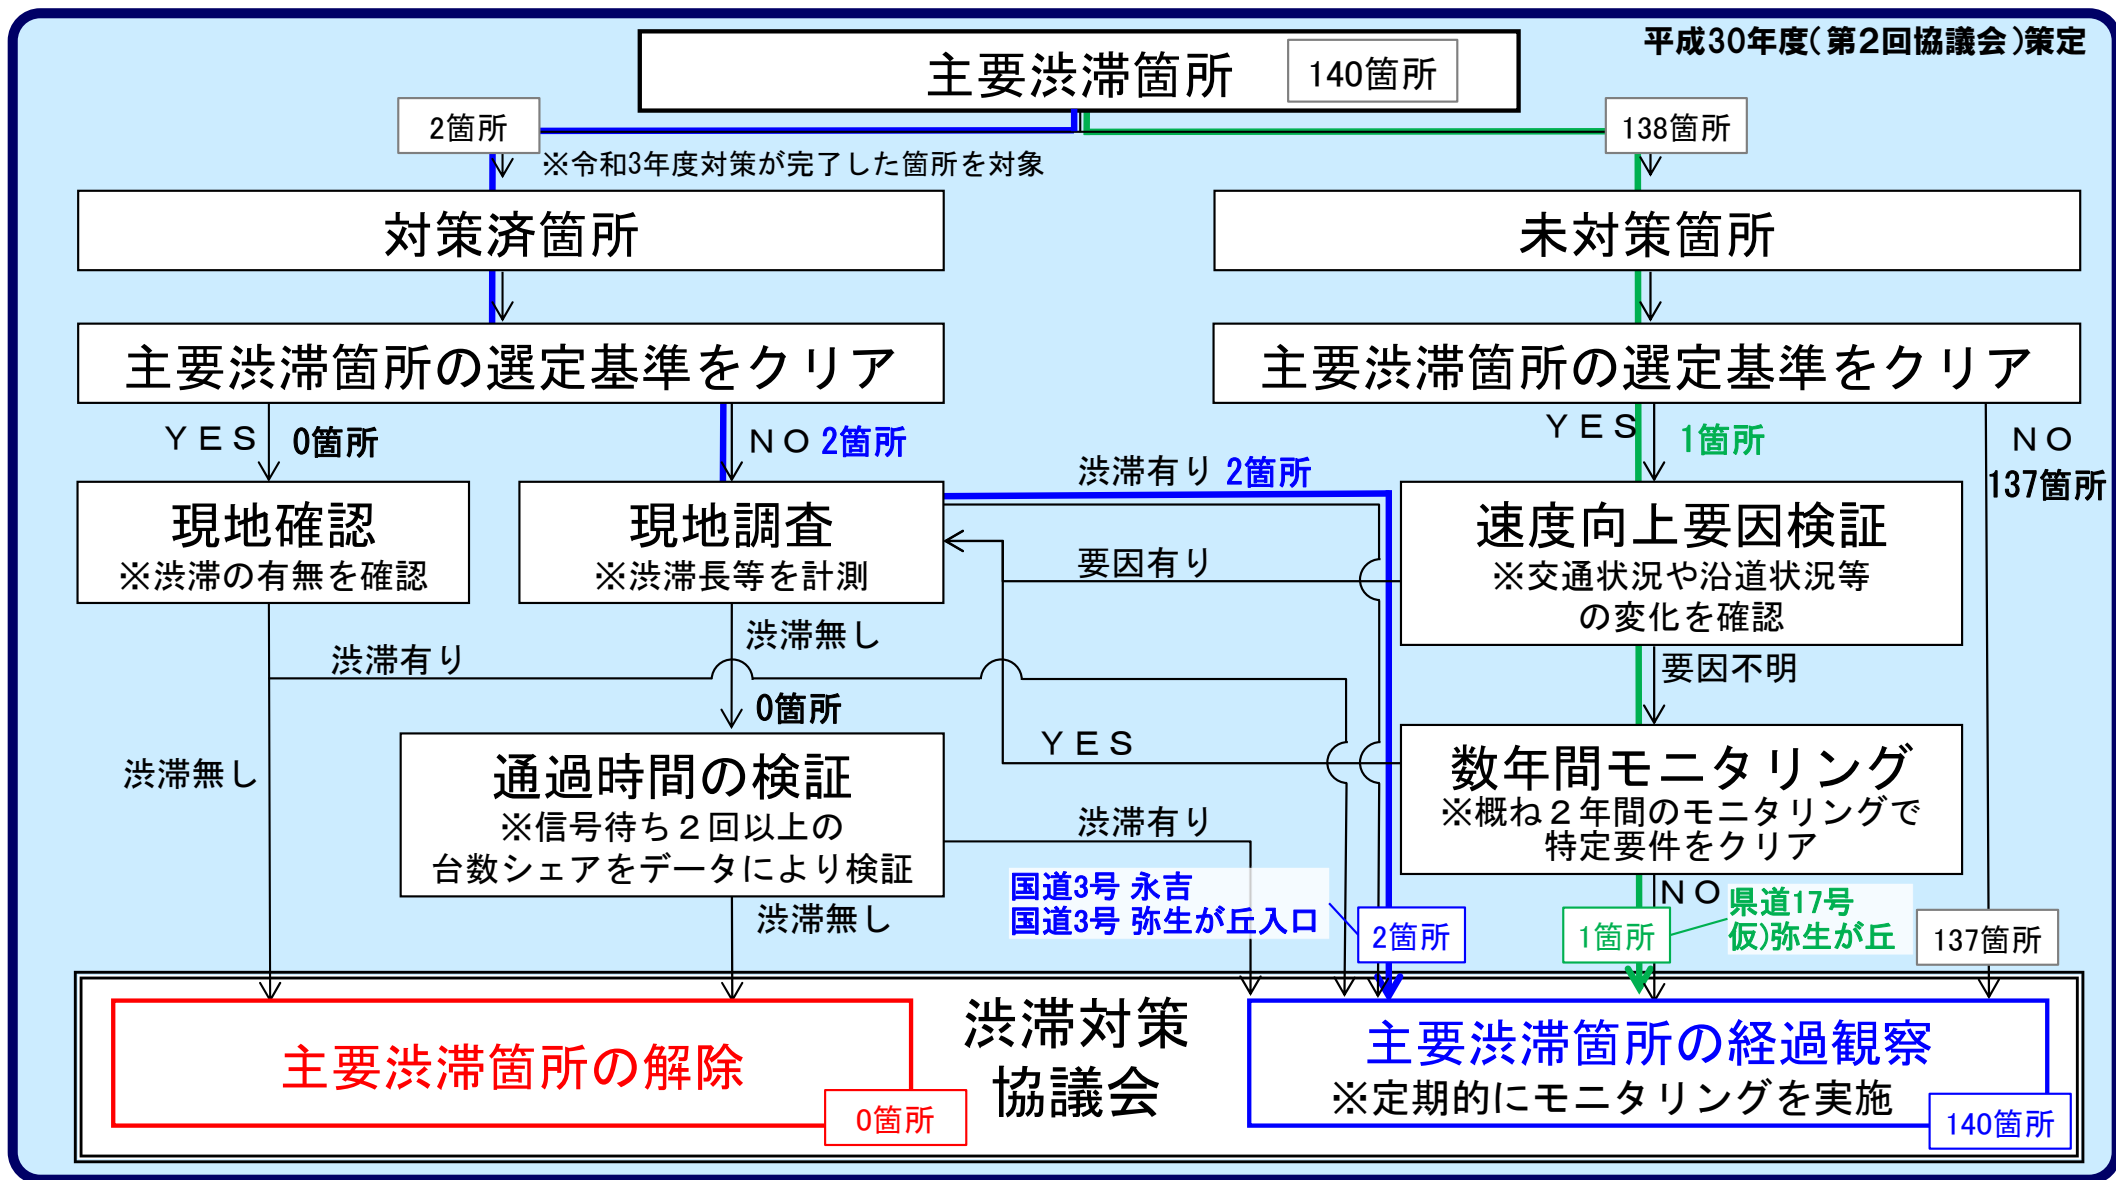 平成30年度(第2回協議会)策定
主要渋滞箇所 140箇所
2箇所
138箇所
※令和3年度対策が完了した箇所を対象
対策済箇所
未対策箇所
主要渋滞箇所の選定基準をクリア
主要渋滞箇所の選定基準をクリア
ＹＥＳ 0箇所
ＮＯ 2箇所
ＹＥＳ 1箇所
ＮＯ
137箇所
渋滞有り 2箇所
現地確認
※渋滞の有無を確認
現地調査
※渋滞長等を計測
速度向上要因検証
※交通状況や沿道状況等
の変化を確認
要因有り
渋滞無し
渋滞有り
0箇所
要因不明
渋滞無し
ＹＥＳ
通過時間の検証
※信号待ち２回以上の
台数シェアをデータにより検証
数年間モニタリング
※概ね２年間のモニタリングで
特定要件をクリア
渋滞有り
渋滞無し
国道3号 永吉
国道3号 弥生が丘入口
2箇所
ＮＯ
1箇所
県道17号
仮)弥生が丘
137箇所
渋滞対策
協議会
主要渋滞箇所の解除
0箇所
主要渋滞箇所の経過観察
※定期的にモニタリングを実施
140箇所